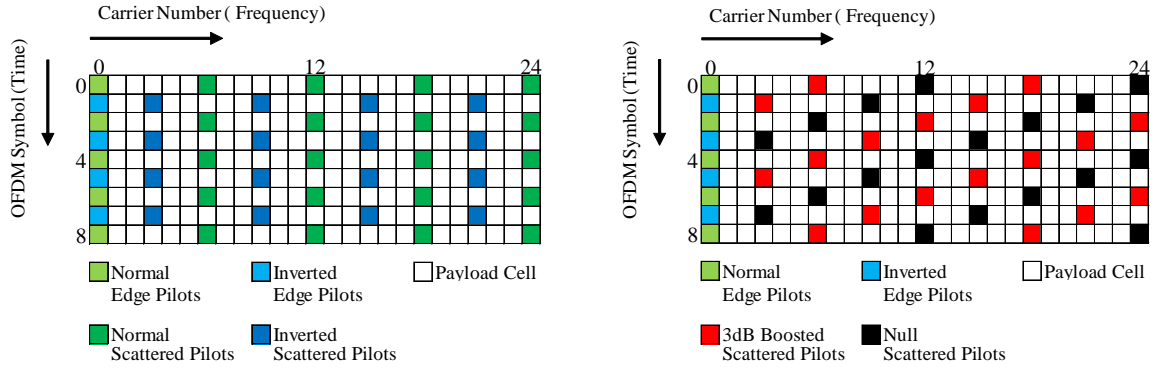 Carrier Number ( Frequency)
0 12 24
OFDM Symbol (Time)
0
4
8
Normal Edge Pilots
Inverted Edge Pilots
Payload Cell
Normal Scattered Pilots
Inverted Scattered Pilots
Carrier Number ( Frequency)
0 12 24
OFDM Symbol (Time)
0
4
8
Normal Edge Pilots
Inverted Edge Pilots
Payload Cell
3dB Boosted Scattered Pilots
Null Scattered Pilots